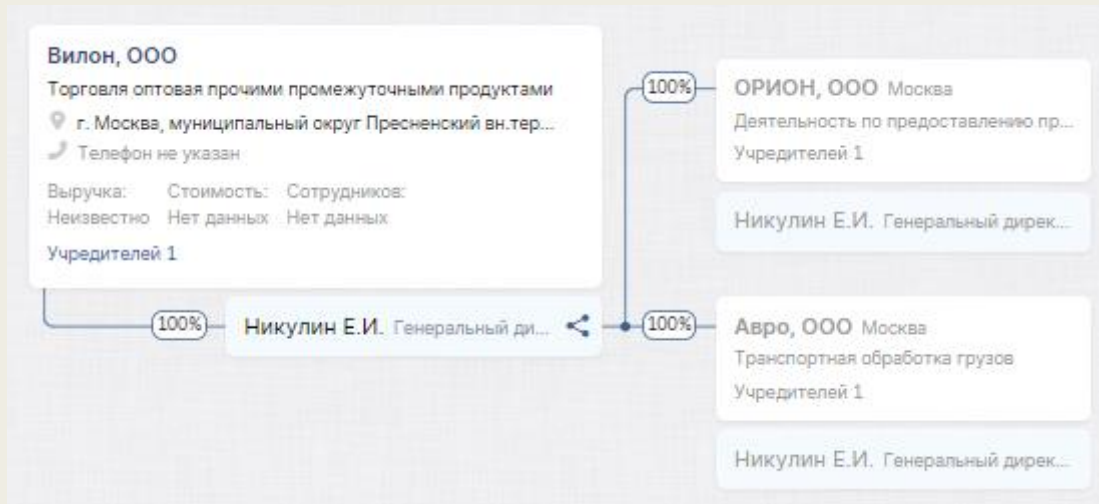 Вилон, ООО
Торговля оптовая прочими промежуточными продуктами
г. Москва, муниципальный округ Пресненский вн.тер...
Телефон не указан
Выручка: Стоимость: Сотрудников:
Неизвестно Нет данных Нет данных
Учредителей 1
100%
Никулин Е.И. Генеральный ди...
100%
ОРИОН, ООО Москва
Деятельность по предоставлению пр...
Учредителей 1
Никулин Е.И. Генеральный дирек...
100%
Авро, ООО Москва
Транспортная обработка грузов
Учредителей 1
Никулин Е.И. Генеральный дирек...